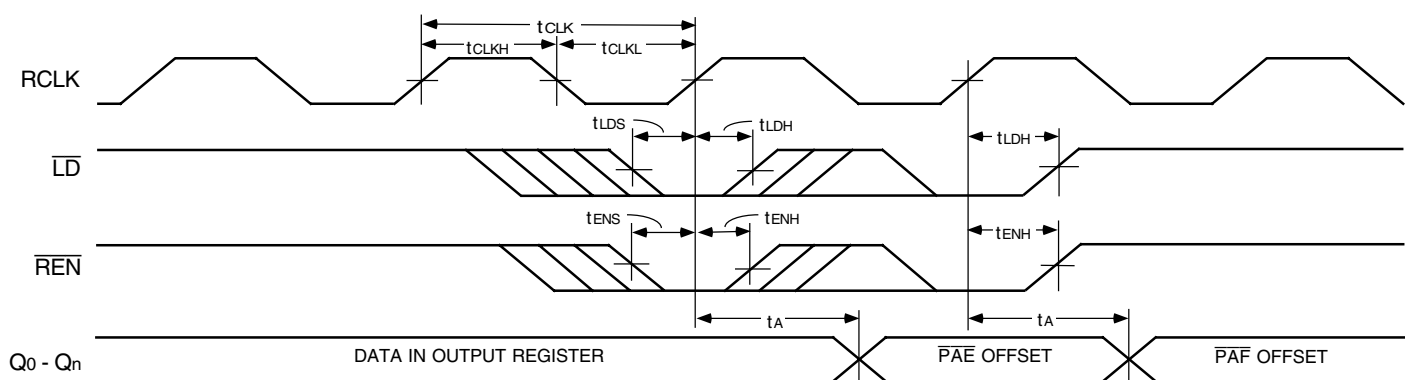 tCLK
tCLKH
tCLKL
RCLK
tLDS
tLDH
tLDH
LD
tENS
tENH
tENH
REN
tA
tA
Q0 - Qn
DATA IN OUTPUT REGISTER
PAE OFFSET
PAF OFFSET